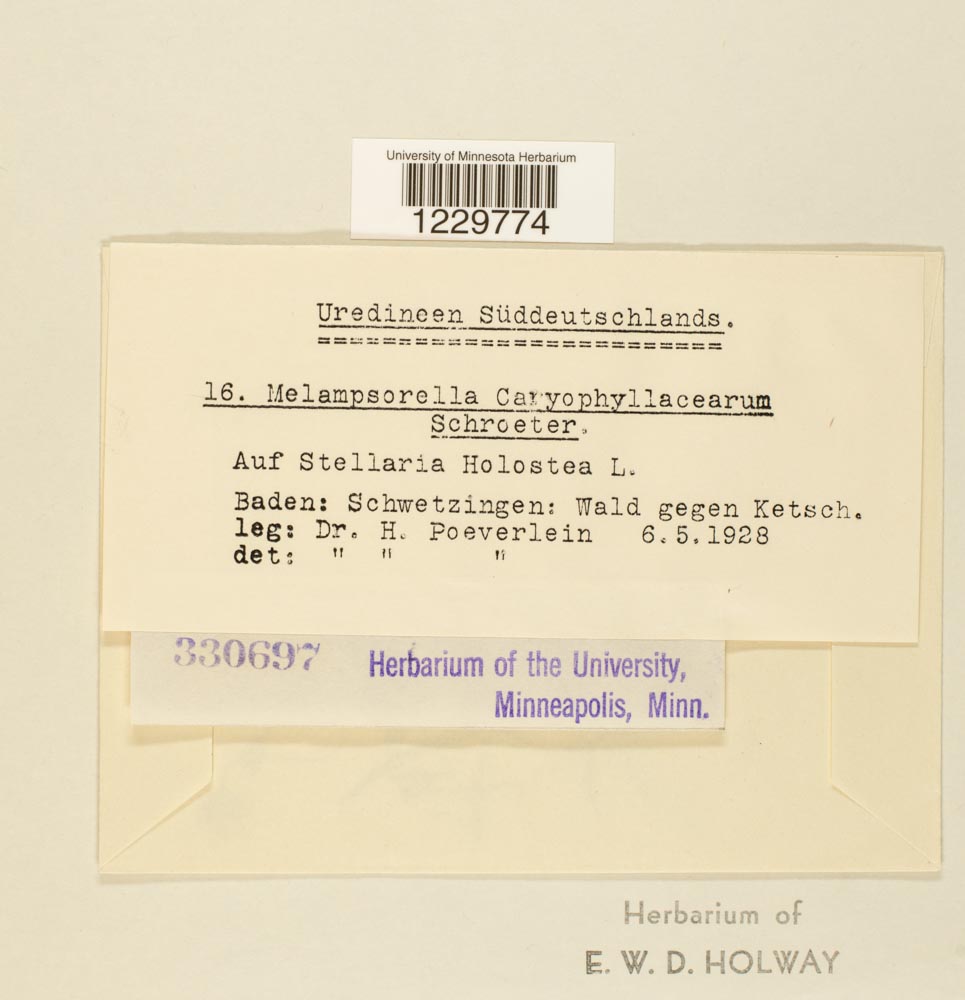 University of Minnesota Herbarium
1229774
Uredineen Süddeutschlands.
=========================
16. Melampsorella Caryophyllacearum
Schroeter.
Auf Stellaria Holostea L.
Baden: Schwetzingen: Wald gegen Ketsch.
leg: Dr. H. Poeverlein 6.5.1928
det: " " "
330697 Herbarium of the University,
Minneapolis, Minn.
Herbarium of
E. W. D. HOLWAY